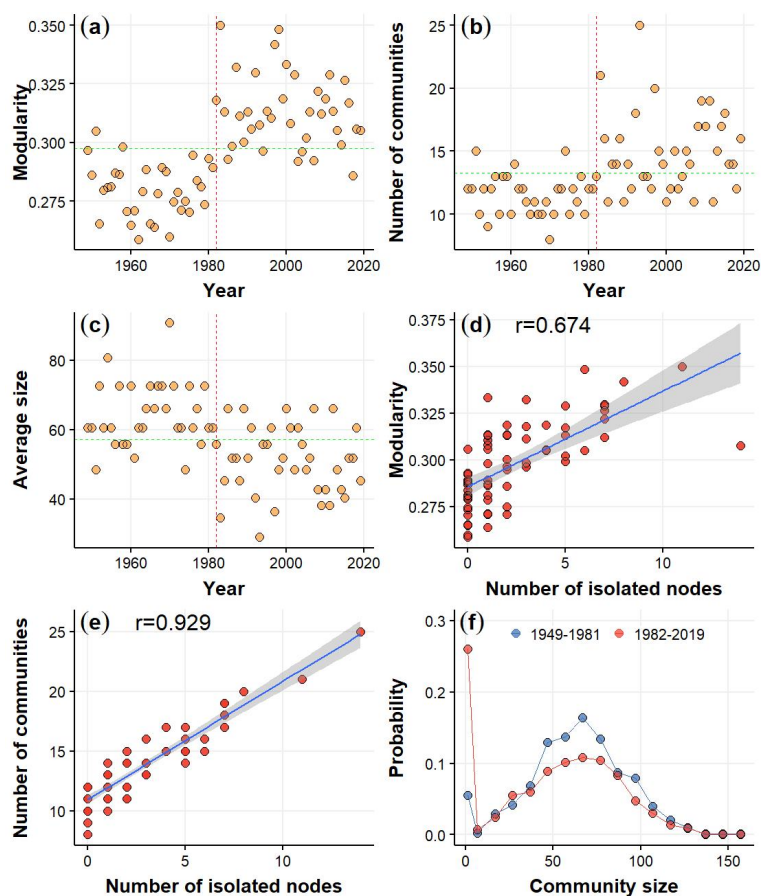 (a)
0.350
0.325
0.300
0.275
Modularity
1960
1980
2000
2020
Year
(b)
25
20
15
10
Number of communities
1960
1980
2000
2020
Year
(c)
80
60
40
Average size
1960
1980
2000
2020
Year
(d)
r=0.674
0.375
0.350
0.325
0.300
0.275
Modularity
0
5
10
Number of isolated nodes
(e)
r=0.929
25
20
15
10
Number of communities
0
5
10
Number of isolated nodes
(f)
1949-1981
1982-2019
0.3
0.2
0.1
0.0
Probability
0
50
100
150
Community size